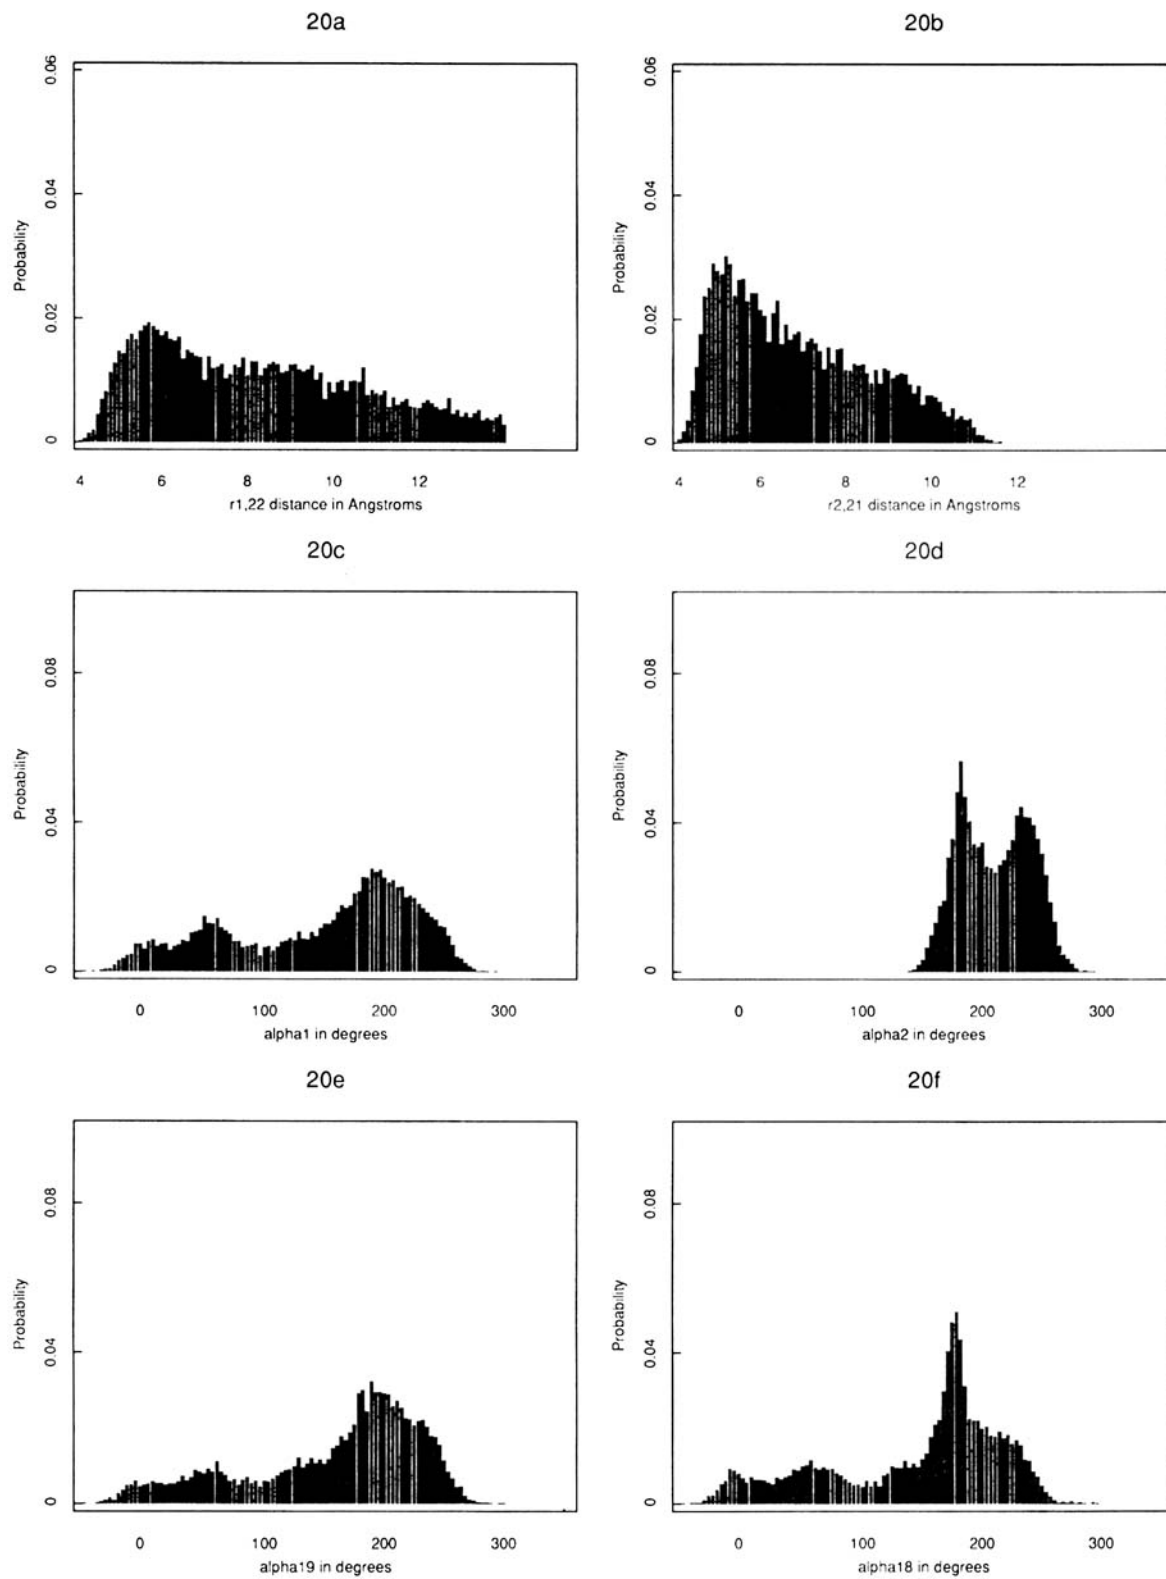 20a
20b
Probability
0.06
0.04
0.02
0
4 6 8 10 12
r1,22 distance in Angstroms
Probability
0.06
0.04
0.02
0
4 6 8 10 12
r2,21 distance in Angstroms
20c
20d
Probability
0.08
0.04
0
0 100 200 300
alpha1 in degrees
Probability
0.08
0.04
0
0 100 200 300
alpha2 in degrees
20e
20f
Probability
0.08
0.04
0
0 100 200 300
alpha19 in degrees
Probability
0.08
0.04
0
0 100 200 300
alpha18 in degrees